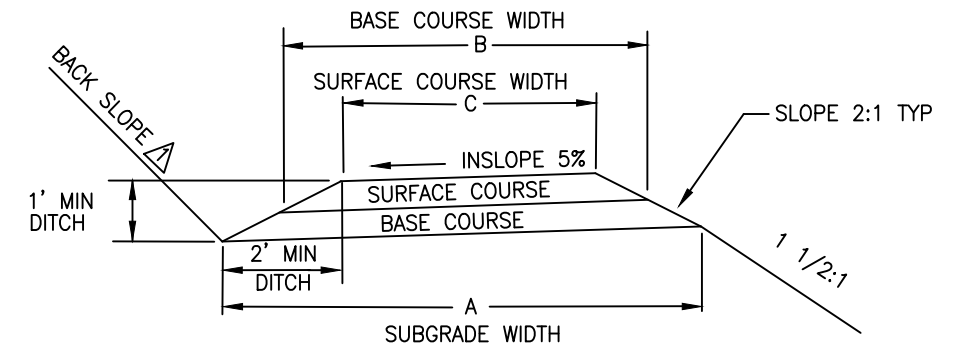 BASE COURSE WIDTH
B
SURFACE COURSE WIDTH
C
BACK SLOPE 1
SLOPE 2:1 TYP
INSLOPE 5%
SURFACE COURSE
BASE COURSE
1' MIN
DITCH
2' MIN
DITCH
1 1/2:1
A
SUBGRADE WIDTH